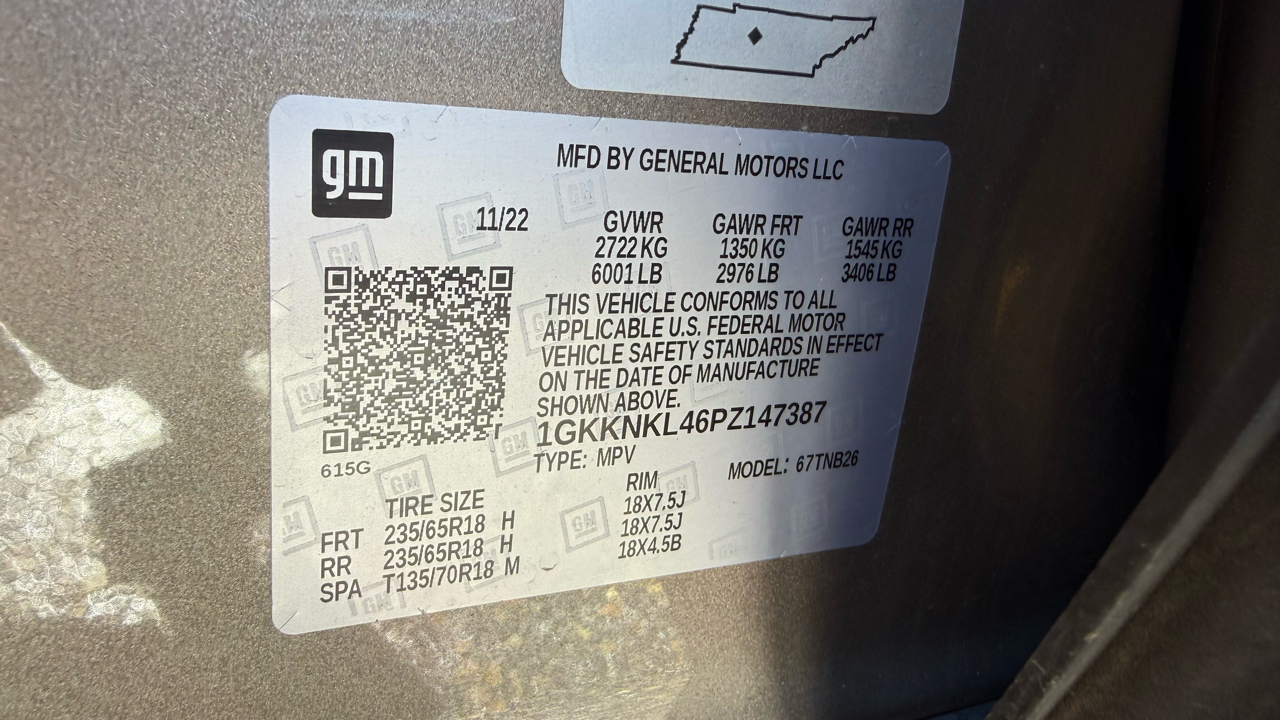 gm
MFD BY GENERAL MOTORS LLC
11/22
GVWR GAWR FRT GAWR RR
2722 KG 1350 KG 1545 KG
6001 LB 2976 LB 3406 LB
THIS VEHICLE CONFORMS TO ALL
APPLICABLE U.S. FEDERAL MOTOR
VEHICLE SAFETY STANDARDS IN EFFECT
ON THE DATE OF MANUFACTURE
SHOWN ABOVE.
1GKKNKL46PZ147387
615G
TYPE: MPV MODEL: 67TNB26
TIRE SIZE RIM
FRT 235/65R18 H 18X7.5J
RR 235/65R18 H 18X7.5J
SPA T135/70R18 M 18X4.5B